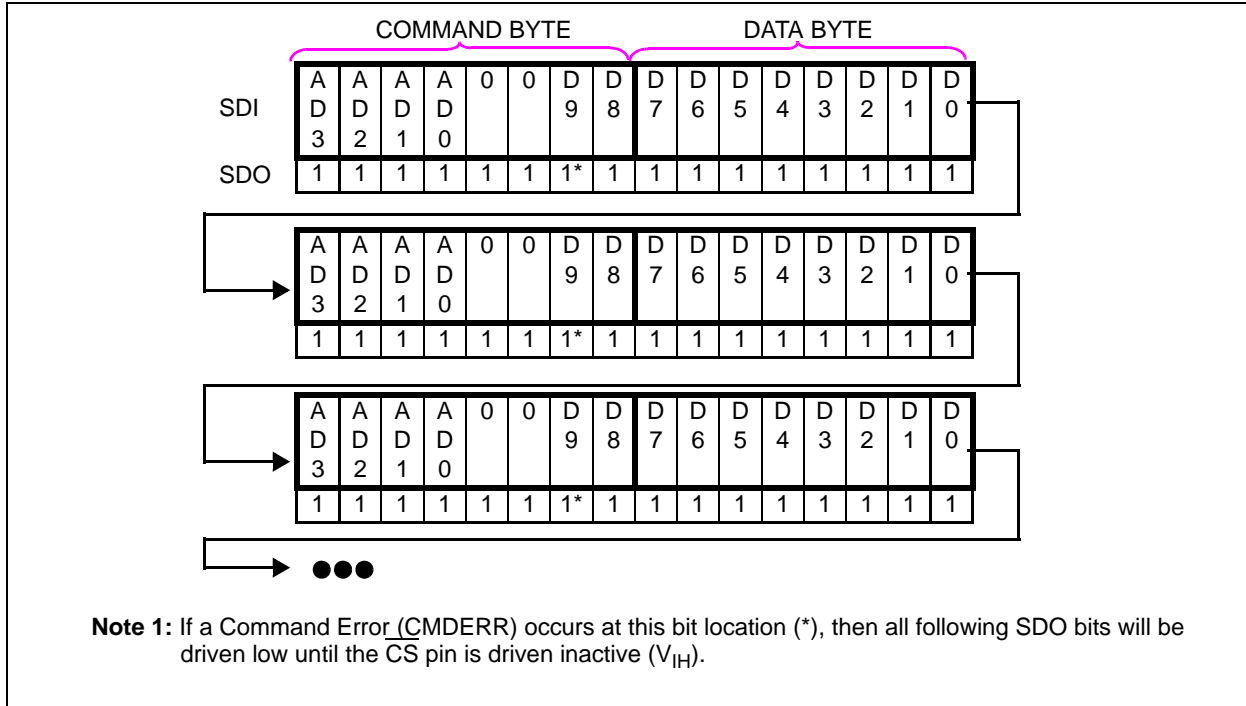 COMMAND BYTE DATA BYTE
A A A A 0 0 D D D D D D D D D D
SDI D D D D 9 8 7 6 5 4 3 2 1 0
3 2 1 0
SDO 1 1 1 1 1 1 1* 1 1 1 1 1 1 1 1 1
A A A A 0 0 D D D D D D D D D D
D D D D 9 8 7 6 5 4 3 2 1 0
3 2 1 0
1 1 1 1 1 1 1* 1 1 1 1 1 1 1 1 1
A A A A 0 0 D D D D D D D D D D
D D D D 9 8 7 6 5 4 3 2 1 0
3 2 1 0
1 1 1 1 1 1 1* 1 1 1 1 1 1 1 1 1
Note 1: If a Command Error (CMDERR) occurs at this bit location (*), then all following SDO bits will be
driven low until the CS pin is driven inactive (VIH).